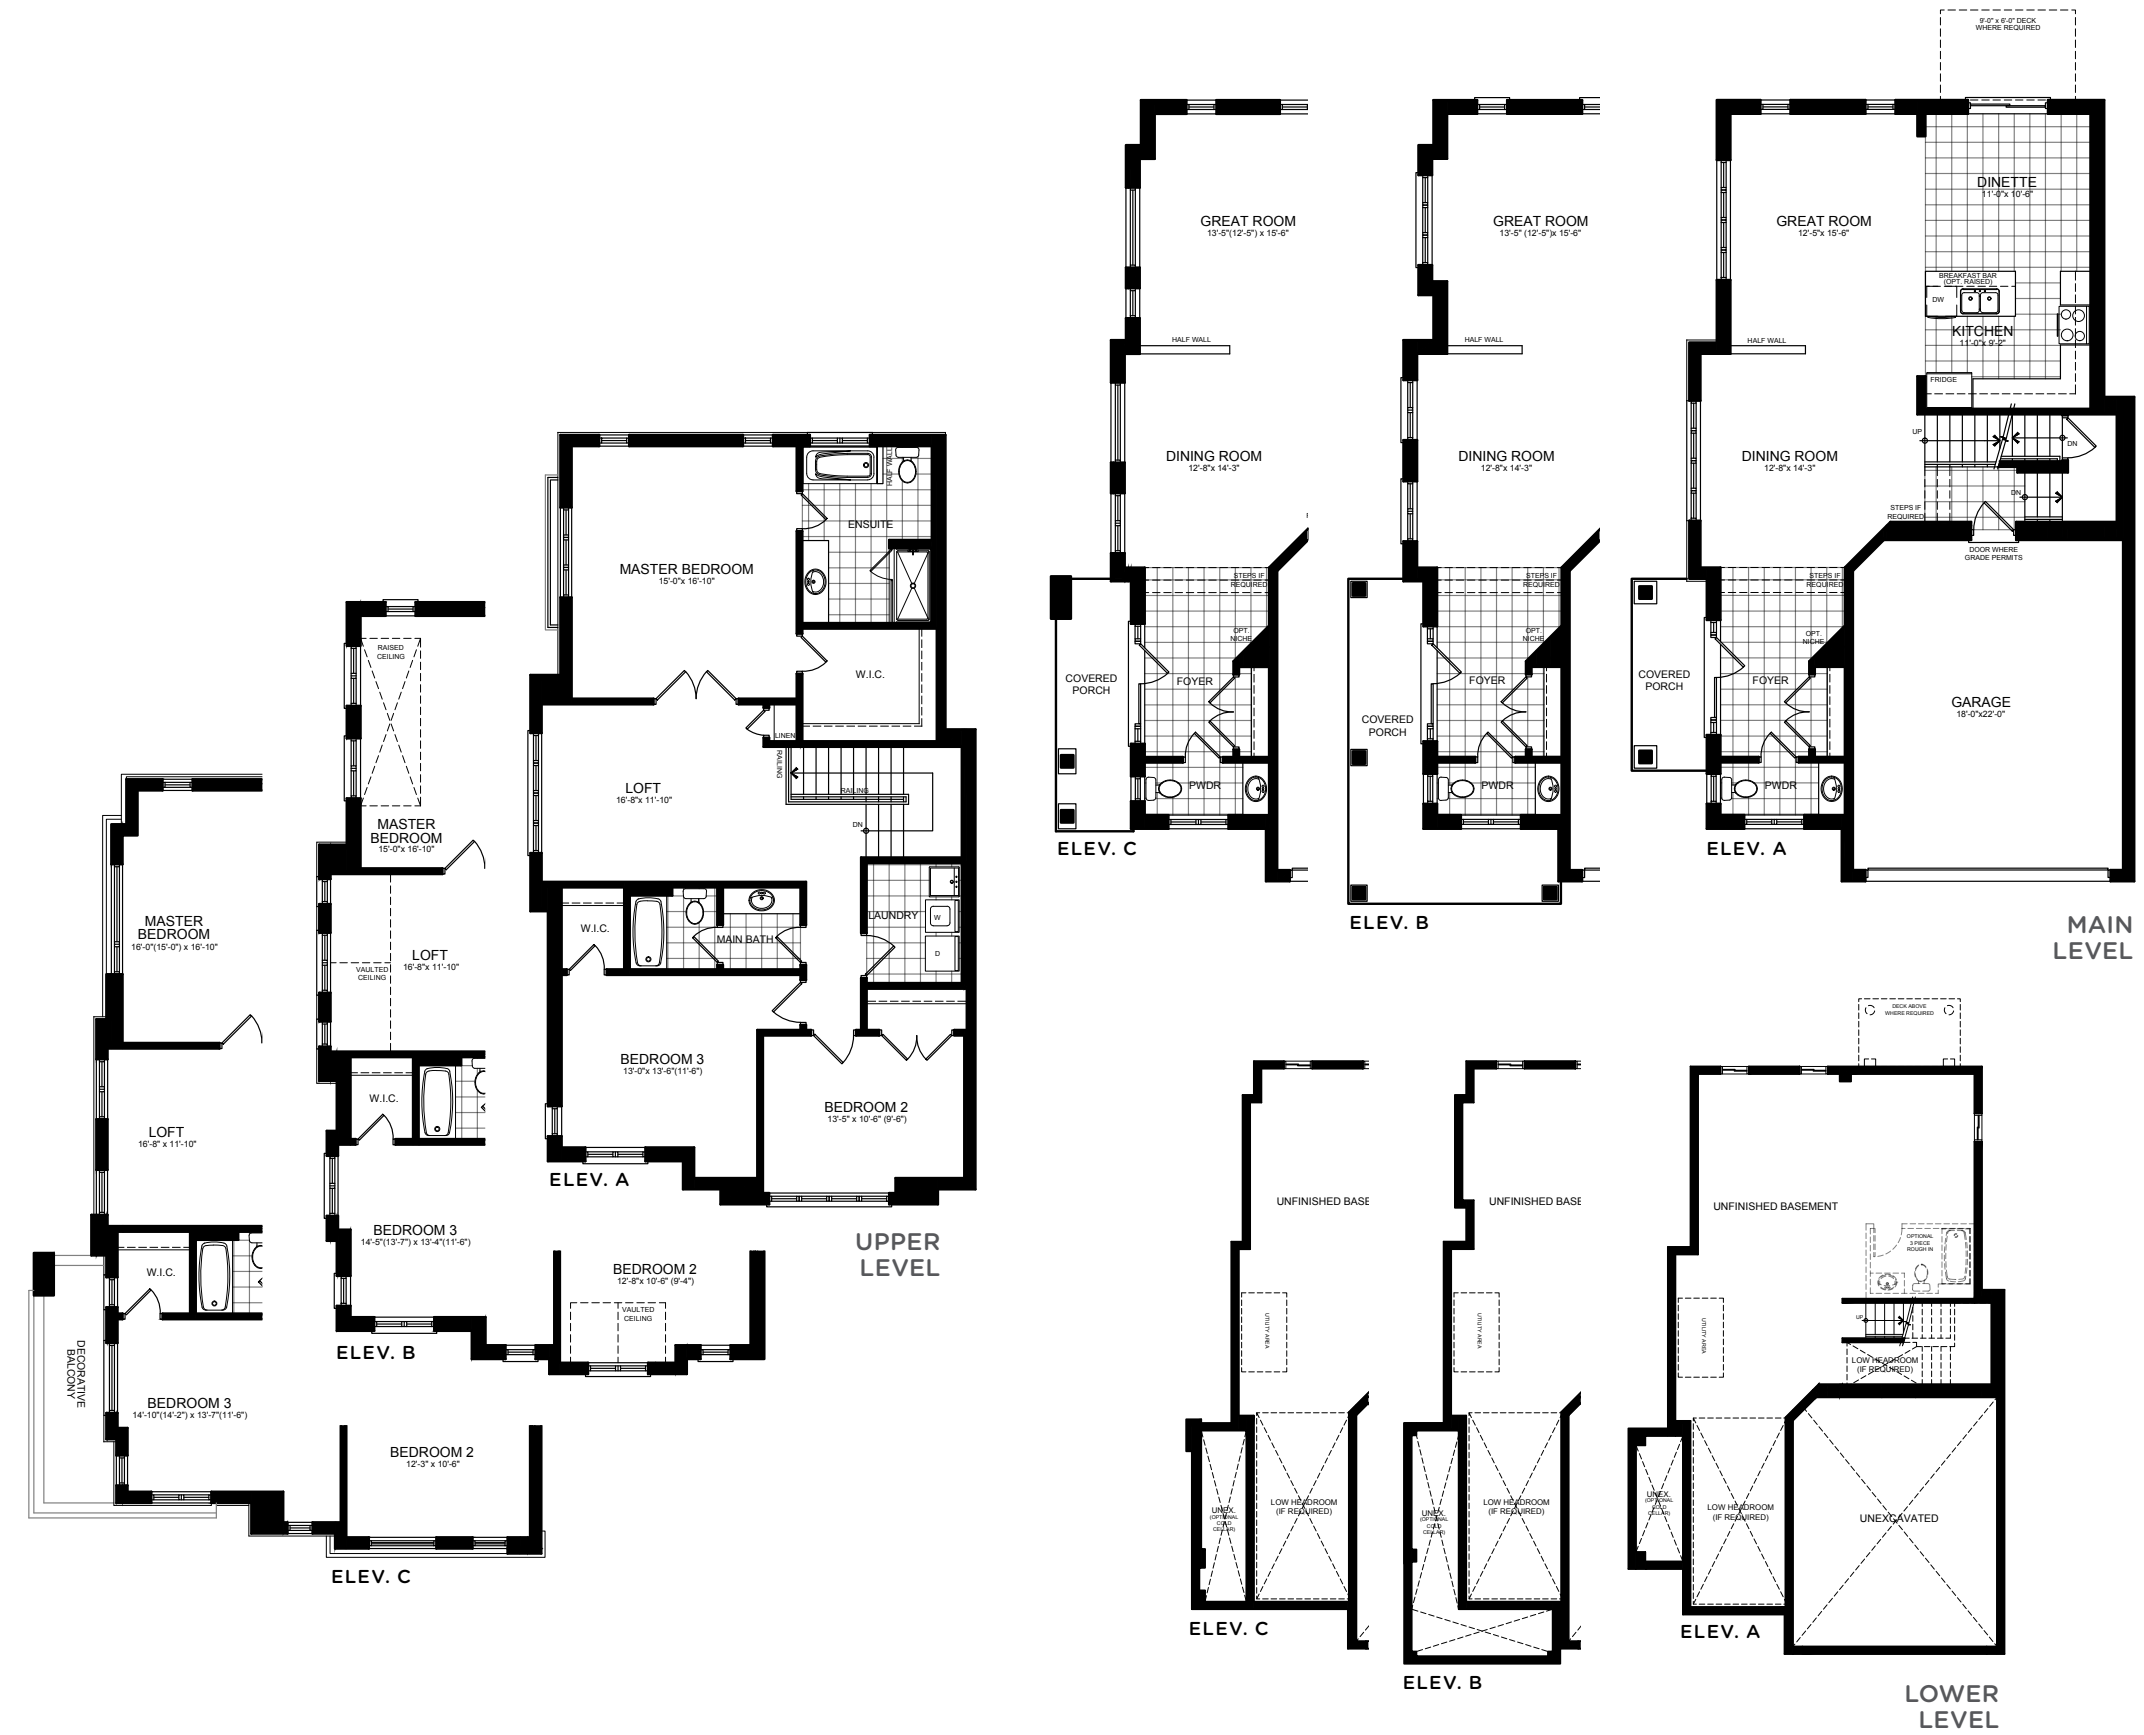 9'-0" x 6'-0" DECK
WHERE REQUIRED
GREAT ROOM
13'-5"(12'-5") x 15'-6"
HALF WALL
DINING ROOM
12'-8"x 14'-3"
STEPS IF
REQUIRED
OPT.
NICHE
COVERED
PORCH
FOYER
PWDR
ELEV. C
GREAT ROOM
13'-5" (12'-5")x 15'-6"
HALF WALL
DINING ROOM
12'-8"x 14'-3"
STEPS IF
REQUIRED
OPT.
NICHE
FOYER
COVERED
PORCH
PWDR
ELEV. B
DINETTE
11'-0"x 10'-6"
GREAT ROOM
12'-5"x 15'-6"
BREAKFAST BAR
(OPT. RAISED)
DW
KITCHEN
11'-0"x 9'-2"
HALF WALL
FRIDGE
UP
DN
DINING ROOM
12'-8"x 14'-3"
DN
STEPS IF
REQUIRED
DOOR WHERE
GRADE PERMITS
STEPS IF
REQUIRED
OPT.
NICHE
COVERED
PORCH
FOYER
GARAGE
18'-0"x22'-0"
PWDR
ELEV. A
MAIN
LEVEL
HALF WALL
ENSUITE
MASTER BEDROOM
15'-0"x 16'-10"
W.I.C.
LINEN
RAILING
LOFT
16'-8"x 11'-10"
RAILING
DN
W.I.C.
MAIN BATH
LAUNDRY
W
D
BEDROOM 3
13'-0"x 13'-6"(11'-6")
BEDROOM 2
13'-5" x 10'-6" (9'-6")
ELEV. A
UPPER
LEVEL
RAISED
CEILING
MASTER
BEDROOM
15'-0"x 16'-10"
LOFT
16'-8"x 11'-10"
VAULTED
CEILING
W.I.C.
BEDROOM 3
14'-5"(13'-7") x 13'-4"(11'-6")
BEDROOM 2
12'-8"x 10'-6" (9'-4")
VAULTED
CEILING
ELEV. B
MASTER
BEDROOM
16'-0"(15'-0") x 16'-10"
LOFT
16'-8" x 11'-10"
W.I.C.
DECORATIVE
BALCONY
BEDROOM 3
14'-10"(14'-2") x 13'-7"(11'-6")
BEDROOM 2
12'-3" x 10'-6"
ELEV. C
UNFINISHED BASE
UTILITY AREA
UNEX.
(OPTIONAL
COLD
CELLAR)
LOW HEADROOM
(IF REQUIRED)
ELEV. C
UNFINISHED BASE
UTILITY AREA
UNEX.
(OPTIONAL
COLD
CELLAR)
LOW HEADROOM
(IF REQUIRED)
ELEV. B
DECK ABOVE
WHERE REQUIRED
UNFINISHED BASEMENT
OPTIONAL
3 PIECE
ROUGH IN
UP
UTILITY AREA
LOW HEADROOM
(IF REQUIRED)
UNEX.
(OPTIONAL
COLD
CELLAR)
LOW HEADROOM
(IF REQUIRED)
UNEXCAVATED
ELEV. A
LOWER
LEVEL